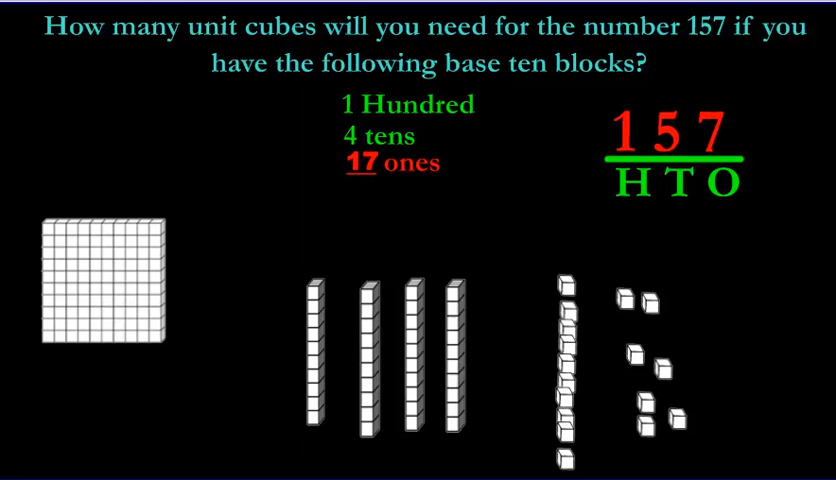 How many unit cubes will you need for the number 157 if you
have the following base ten blocks?
1 Hundred
4 tens
17 ones
1 5 7
H T O